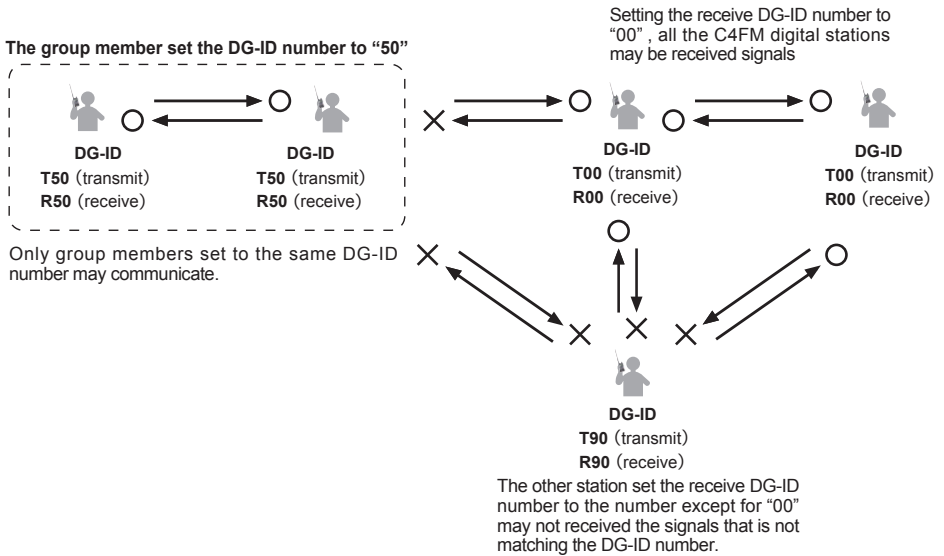 Setting the receive DG-ID number to
“00” , all the C4FM digital stations
may be received signals
The group member set the DG-ID number to “50”
DG-ID
T50 (transmit)
R50 (receive)
DG-ID
T50 (transmit)
R50 (receive)
DG-ID
T00 (transmit)
R00 (receive)
DG-ID
T00 (transmit)
R00 (receive)
Only group members set to the same DG-ID
number may communicate.
DG-ID
T90 (transmit)
R90 (receive)
The other station set the receive DG-ID
number to the number except for “00”
may not received the signals that is not
matching the DG-ID number.